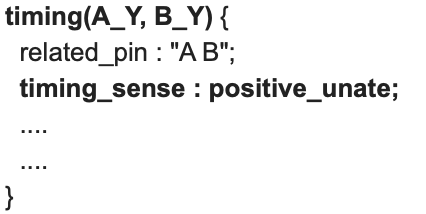 timing(A_Y, B_Y) {
related_pin : "A B";
timing_sense : positive_unate;
....
....
}